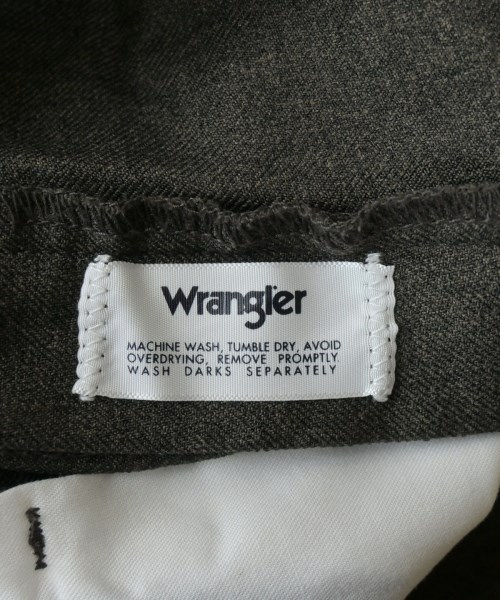 Wrangler
MACHINE WASH, TUMBLE DRY, AVOID
OVERDRYING, REMOVE PROMPTLY.
WASH DARKS SEPARATELY